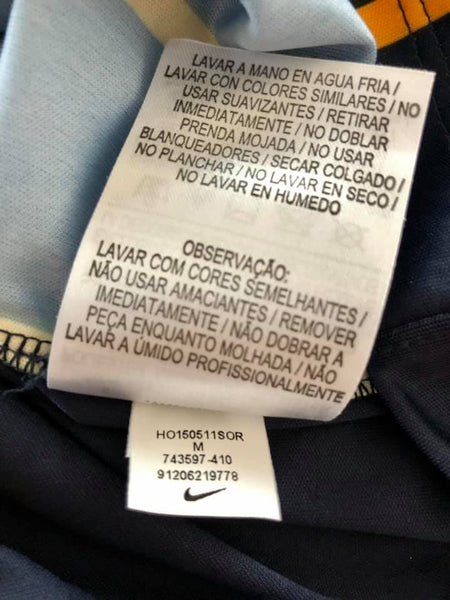 LAVAR A MANO EN AGUA FRIA /
LAVAR CON COLORES SIMILARES / NO
USAR SUAVIZANTES / RETIRAR
INMEDIATAMENTE / NO DOBLAR
PRENDA MOJADA / NO USAR
BLANQUEADORES / SECAR COLGADO /
NO PLANCHAR / NO LAVAR EN SECO /
NO LAVAR EN HUMEDO
OBSERVAÇÃO:
LAVAR COM CORES SEMELHANTES /
NÃO USAR AMACIANTES / REMOVER
IMEDIATAMENTE / NÃO DOBRAR A
PEÇA ENQUANTO MOLHADA / NÃO
LAVAR A ÚMIDO PROFISSIONALMENTE
HO150511SOR
M
743597-410
91206219778